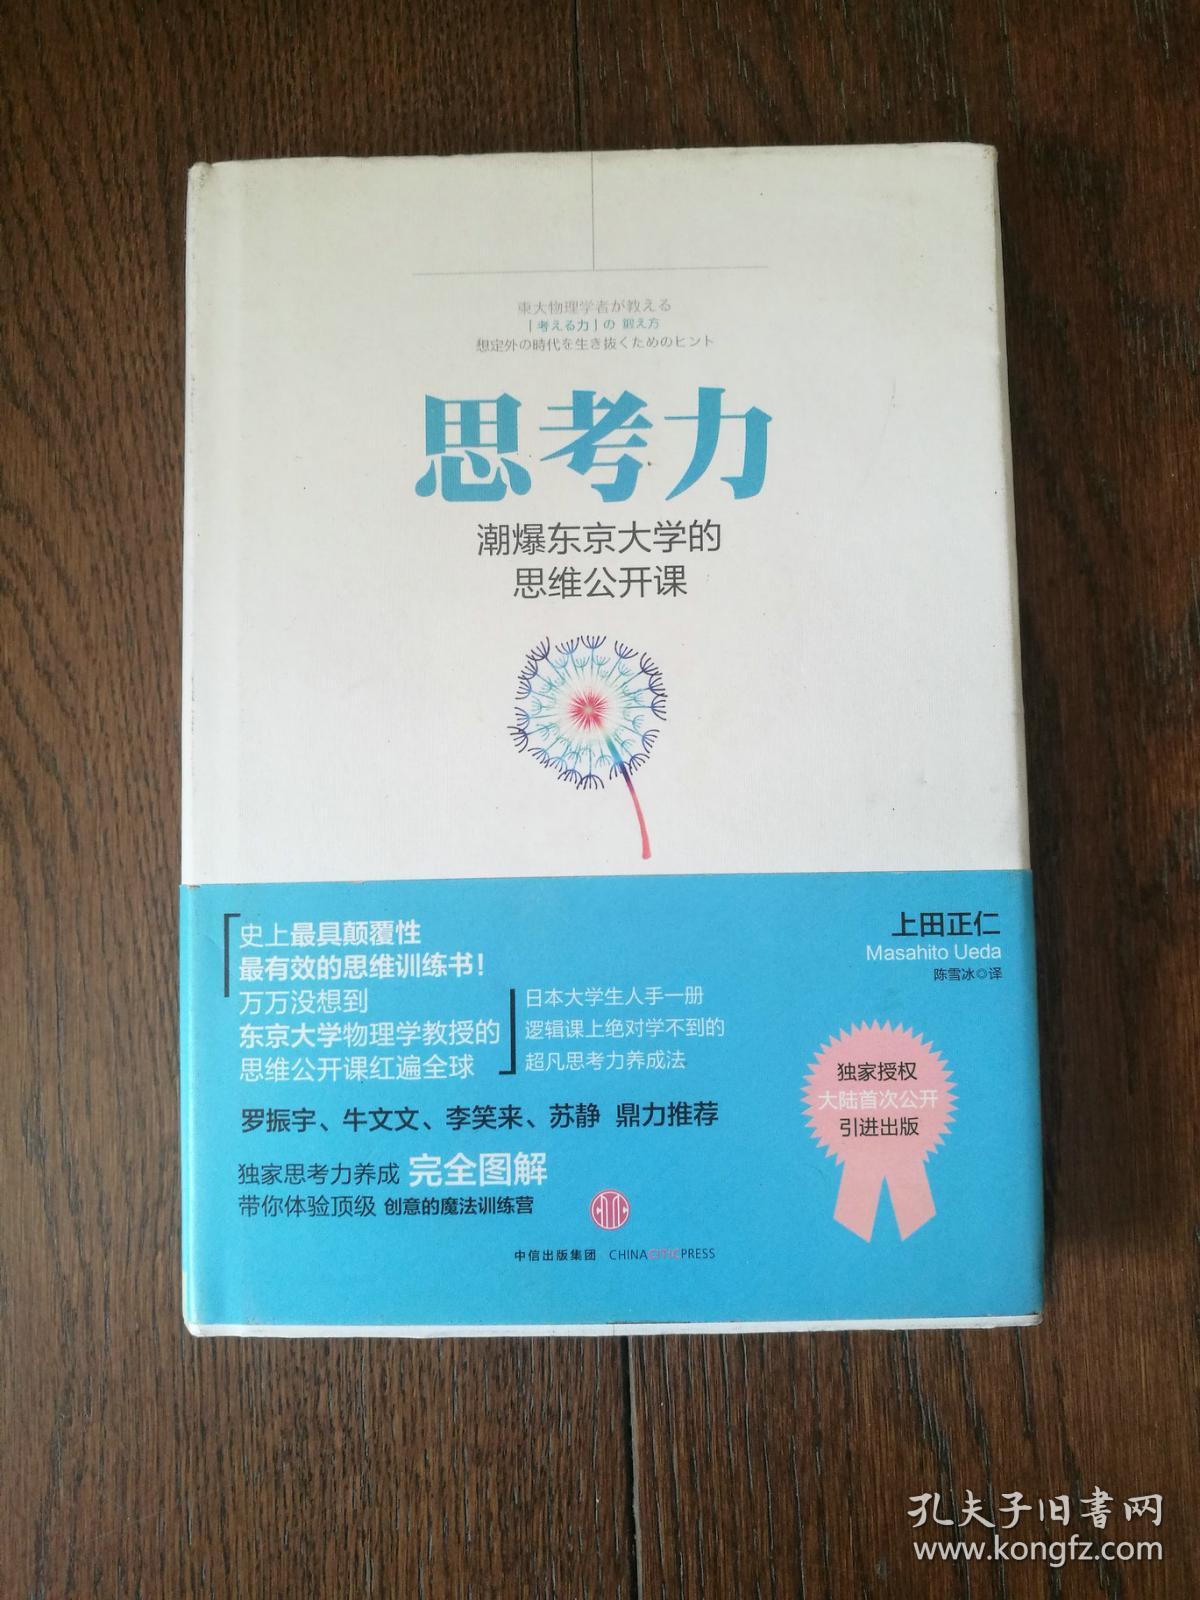 東大物理学者が教える
「考える力」の 鍛え方
想定外の時代を生き抜くためのヒント
思考力
潮爆东京大学的
思维公开课
史上最具颠覆性
最有效的思维训练书！
万万没想到
东京大学物理学教授的
思维公开课红遍全球
日本大学生人手一册
逻辑课上绝对学不到的
超凡思考力养成法
上田正仁
Masahito Ueda
陈雪冰◎译
独家授权
大陆首次公开
引进出版
罗振宇、牛文文、李笑来、苏静 鼎力推荐
独家思考力养成 完全图解
带你体验顶级 创意的魔法训练营
中信出版集团 CHINACITICPRESS
孔夫子旧书网
www.kongfz.com